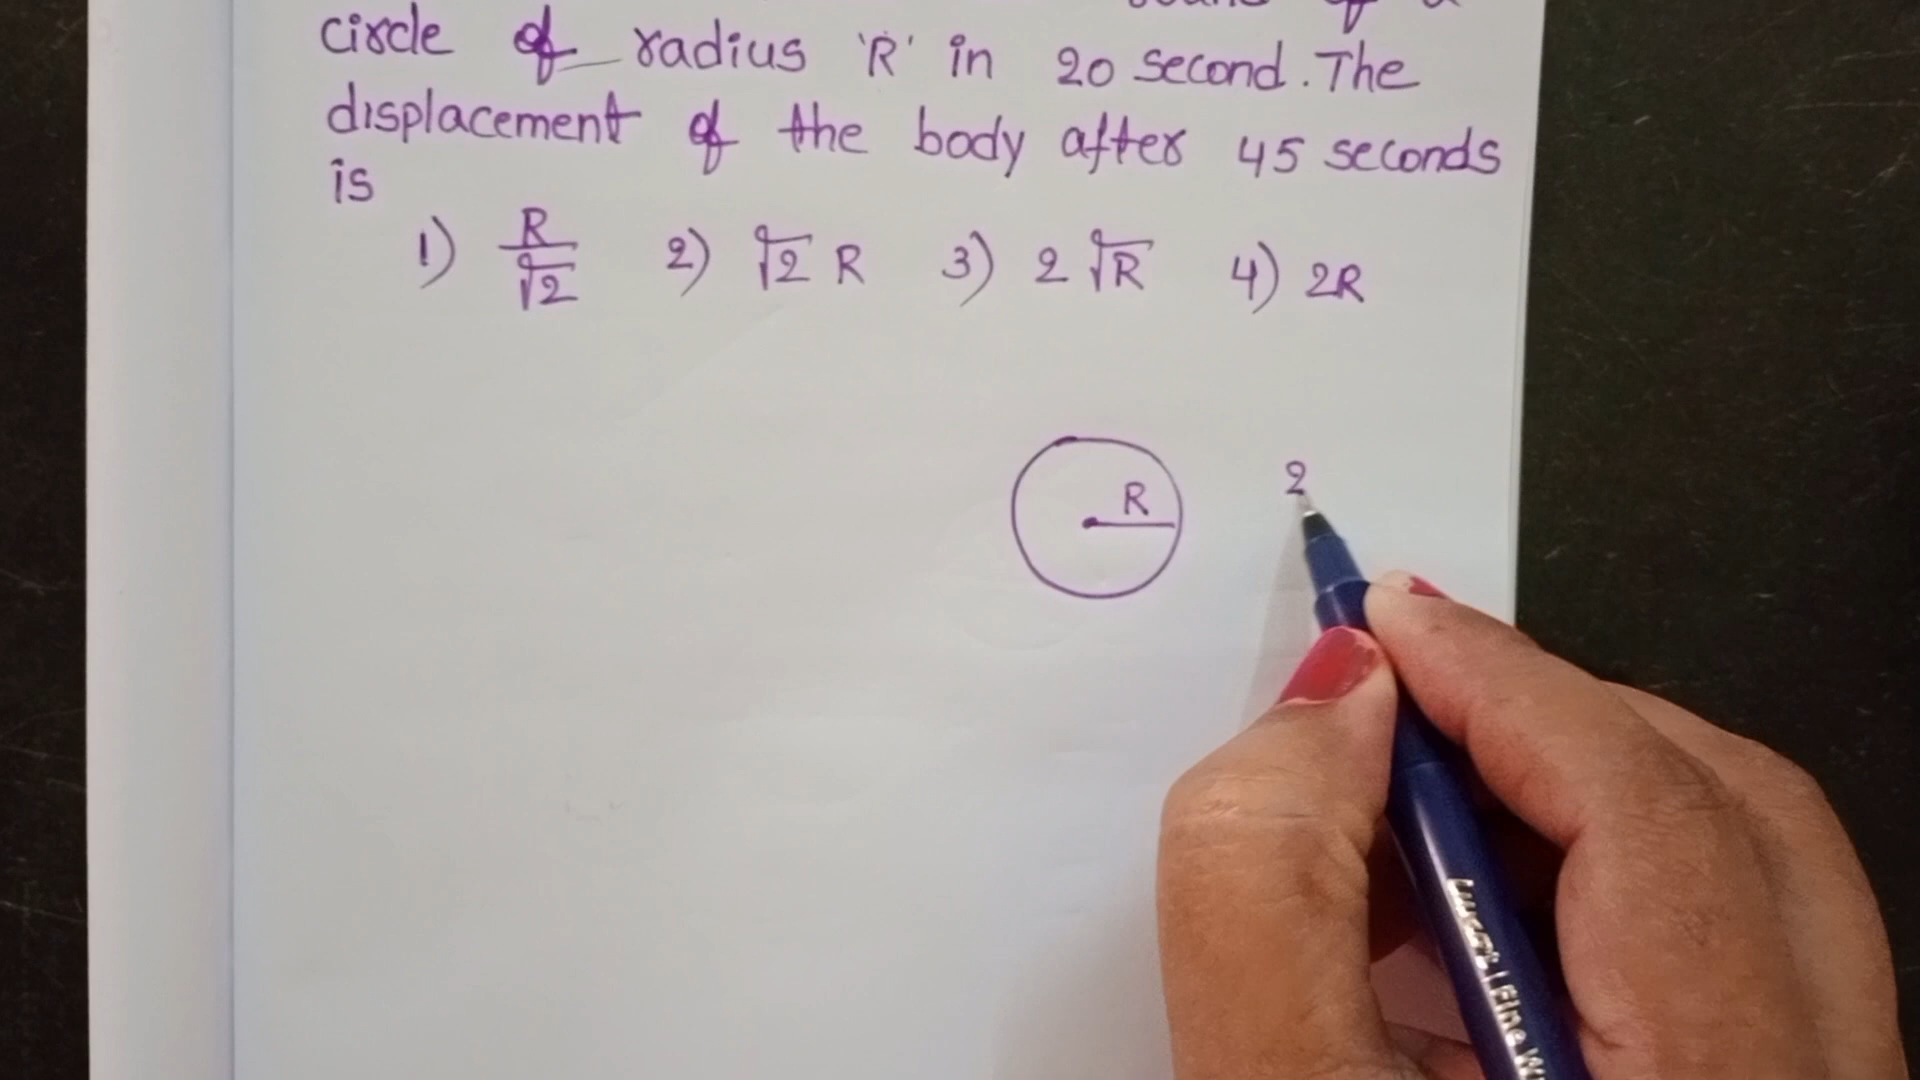 circle of radius 'R' in 20 second. The
displacement of the body after 45 seconds
is
1) R/√2 2) √2 R 3) 2 √R 4) 2R
R
2